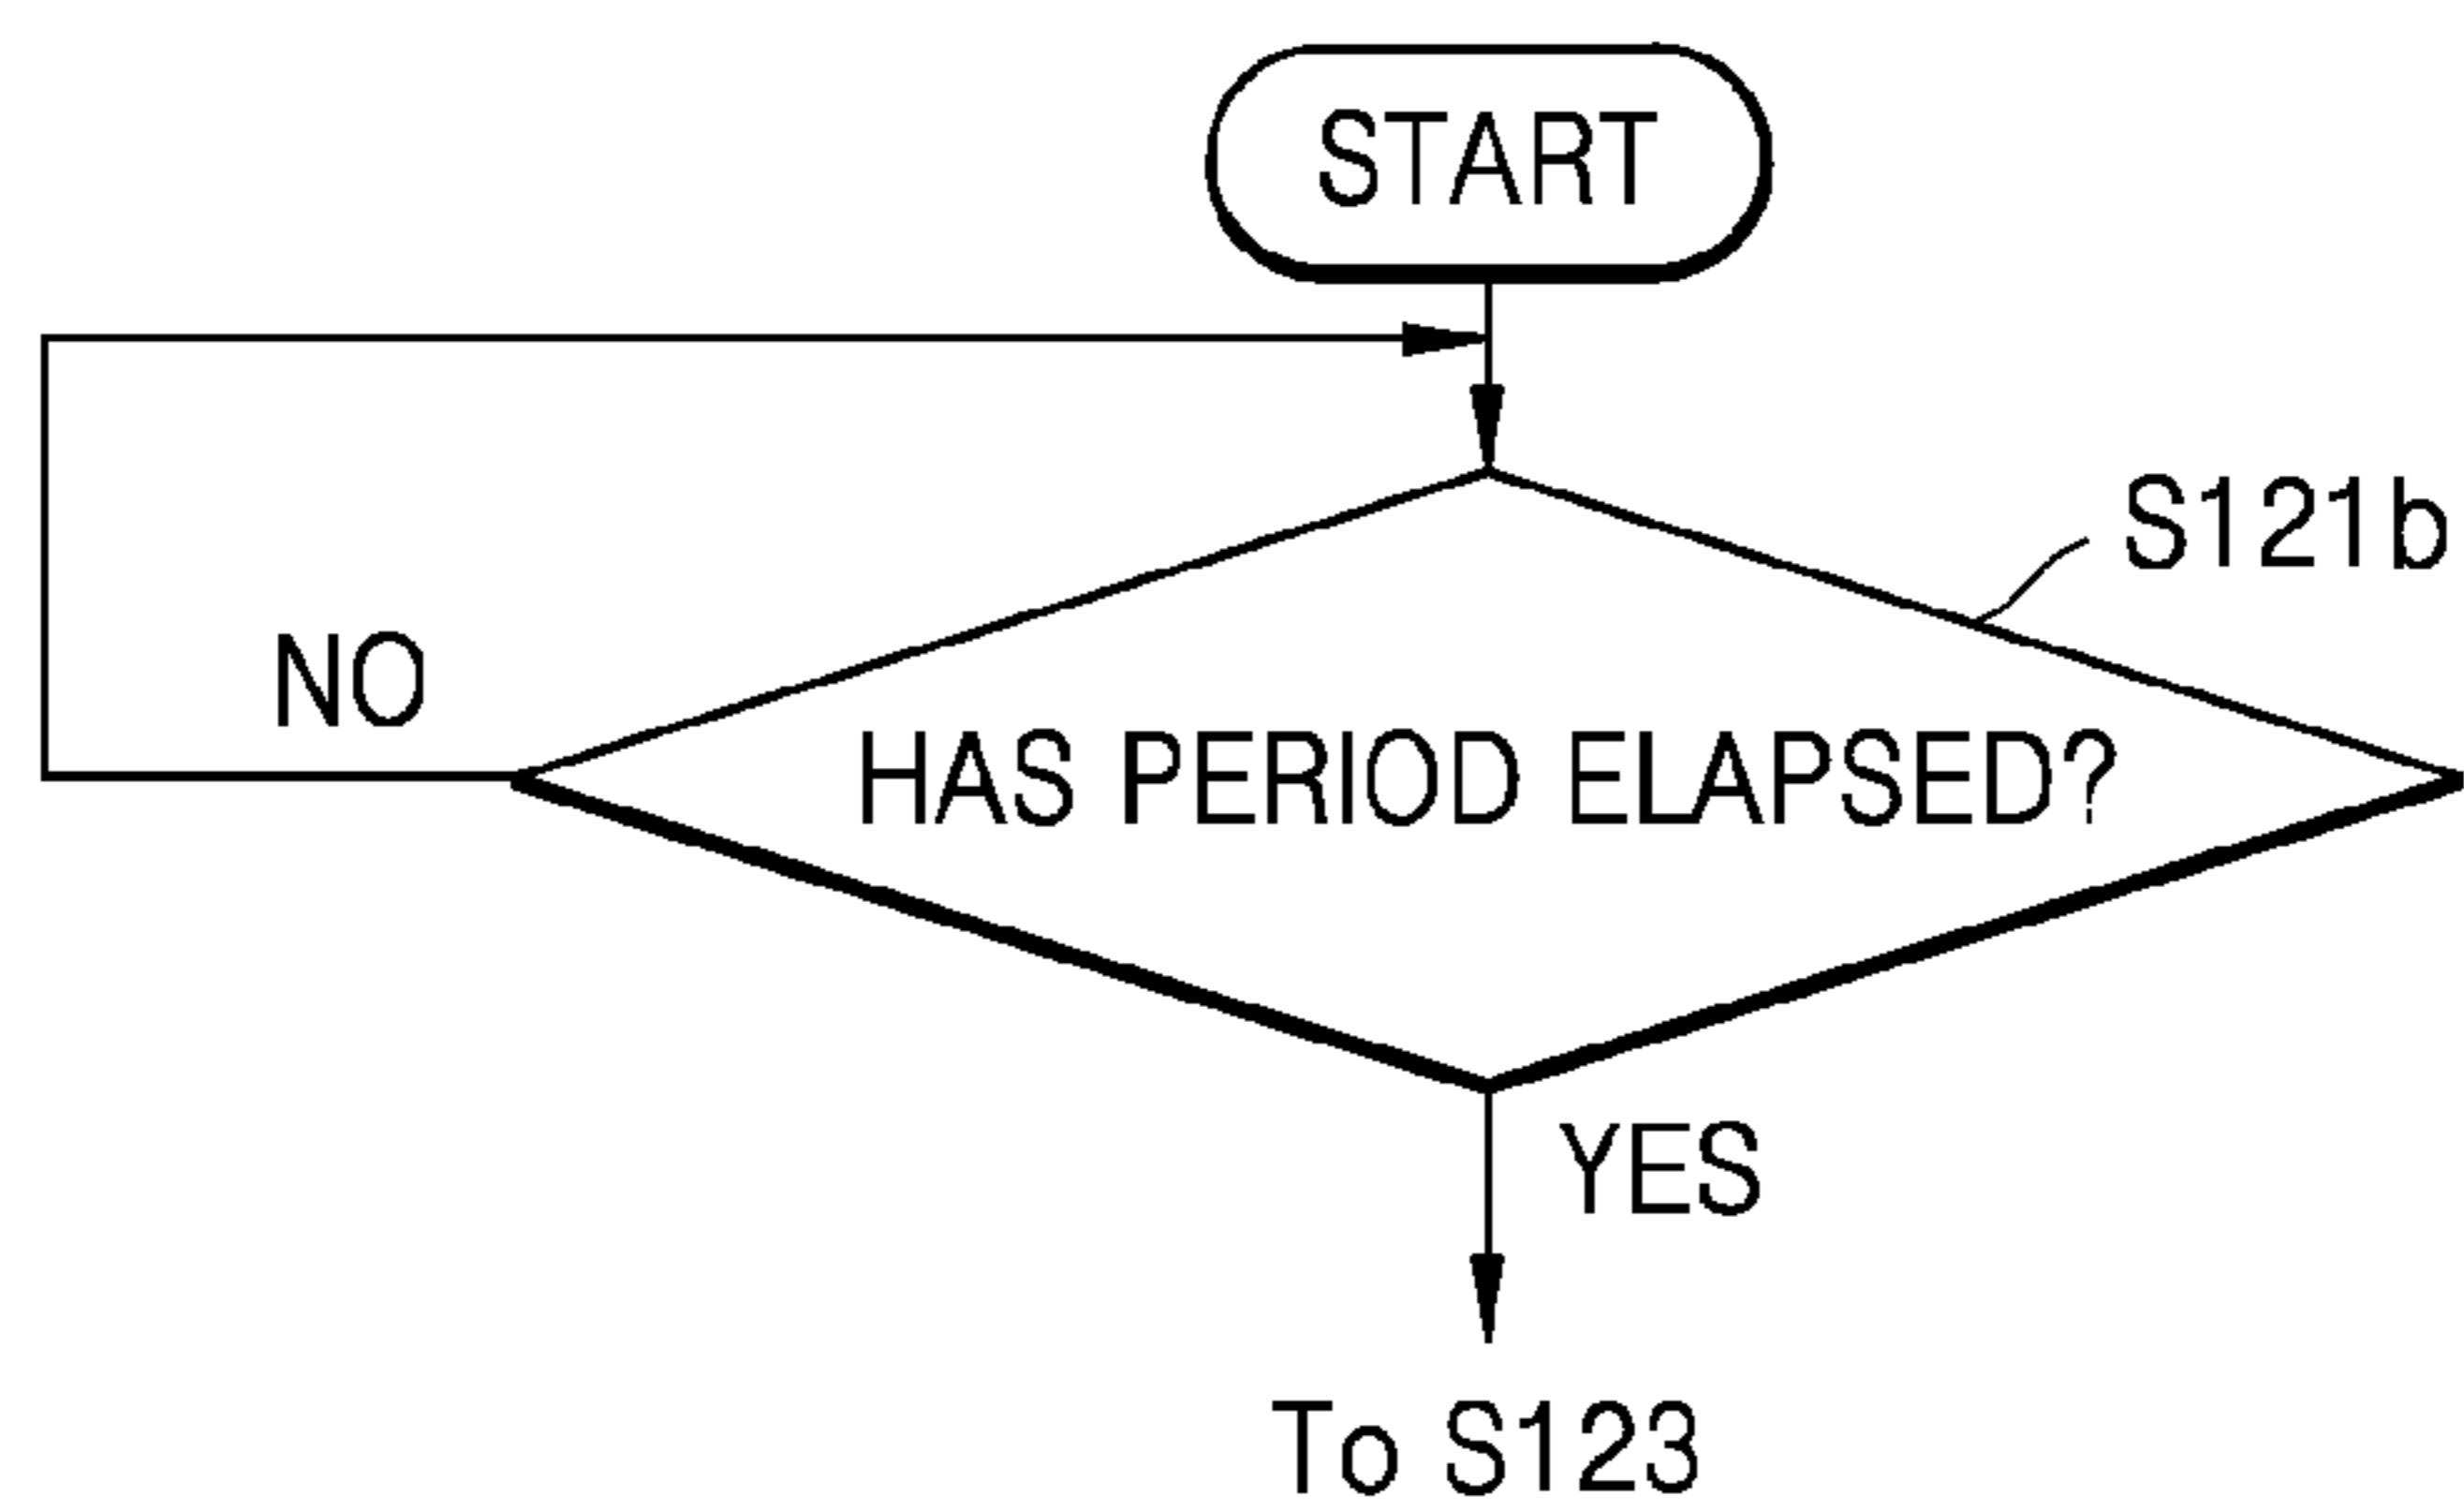 START
S121b
NO
HAS PERIOD ELAPSED?
YES
To S123